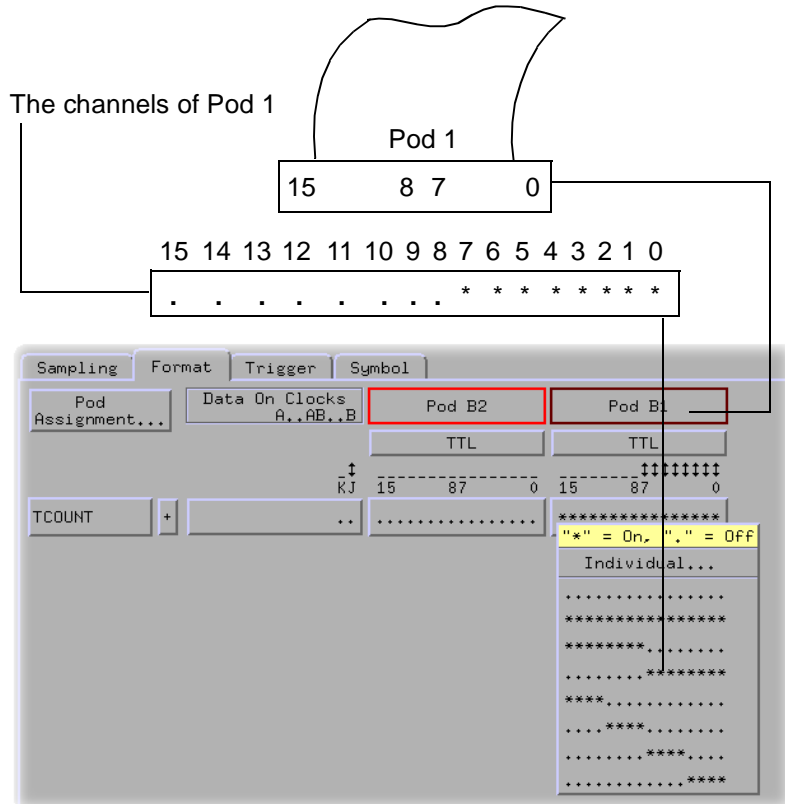 The channels of Pod 1
Pod 1
15 8 7 0
15 14 13 12 11 10 9 8 7 6 5 4 3 2 1 0
. . . . . . . . * * * * * * * *
Sampling Format Trigger Symbol
Pod Assignment... Data On Clocks A..AB..B Pod B2 Pod B1
TTL TTL
KJ 15 87 0 15 87 0
TCOUNT + .. ................ ****************
"*" = On, "." = Off
Individual...
................
****************
********........
........********
****............
....****........
........****....
............****